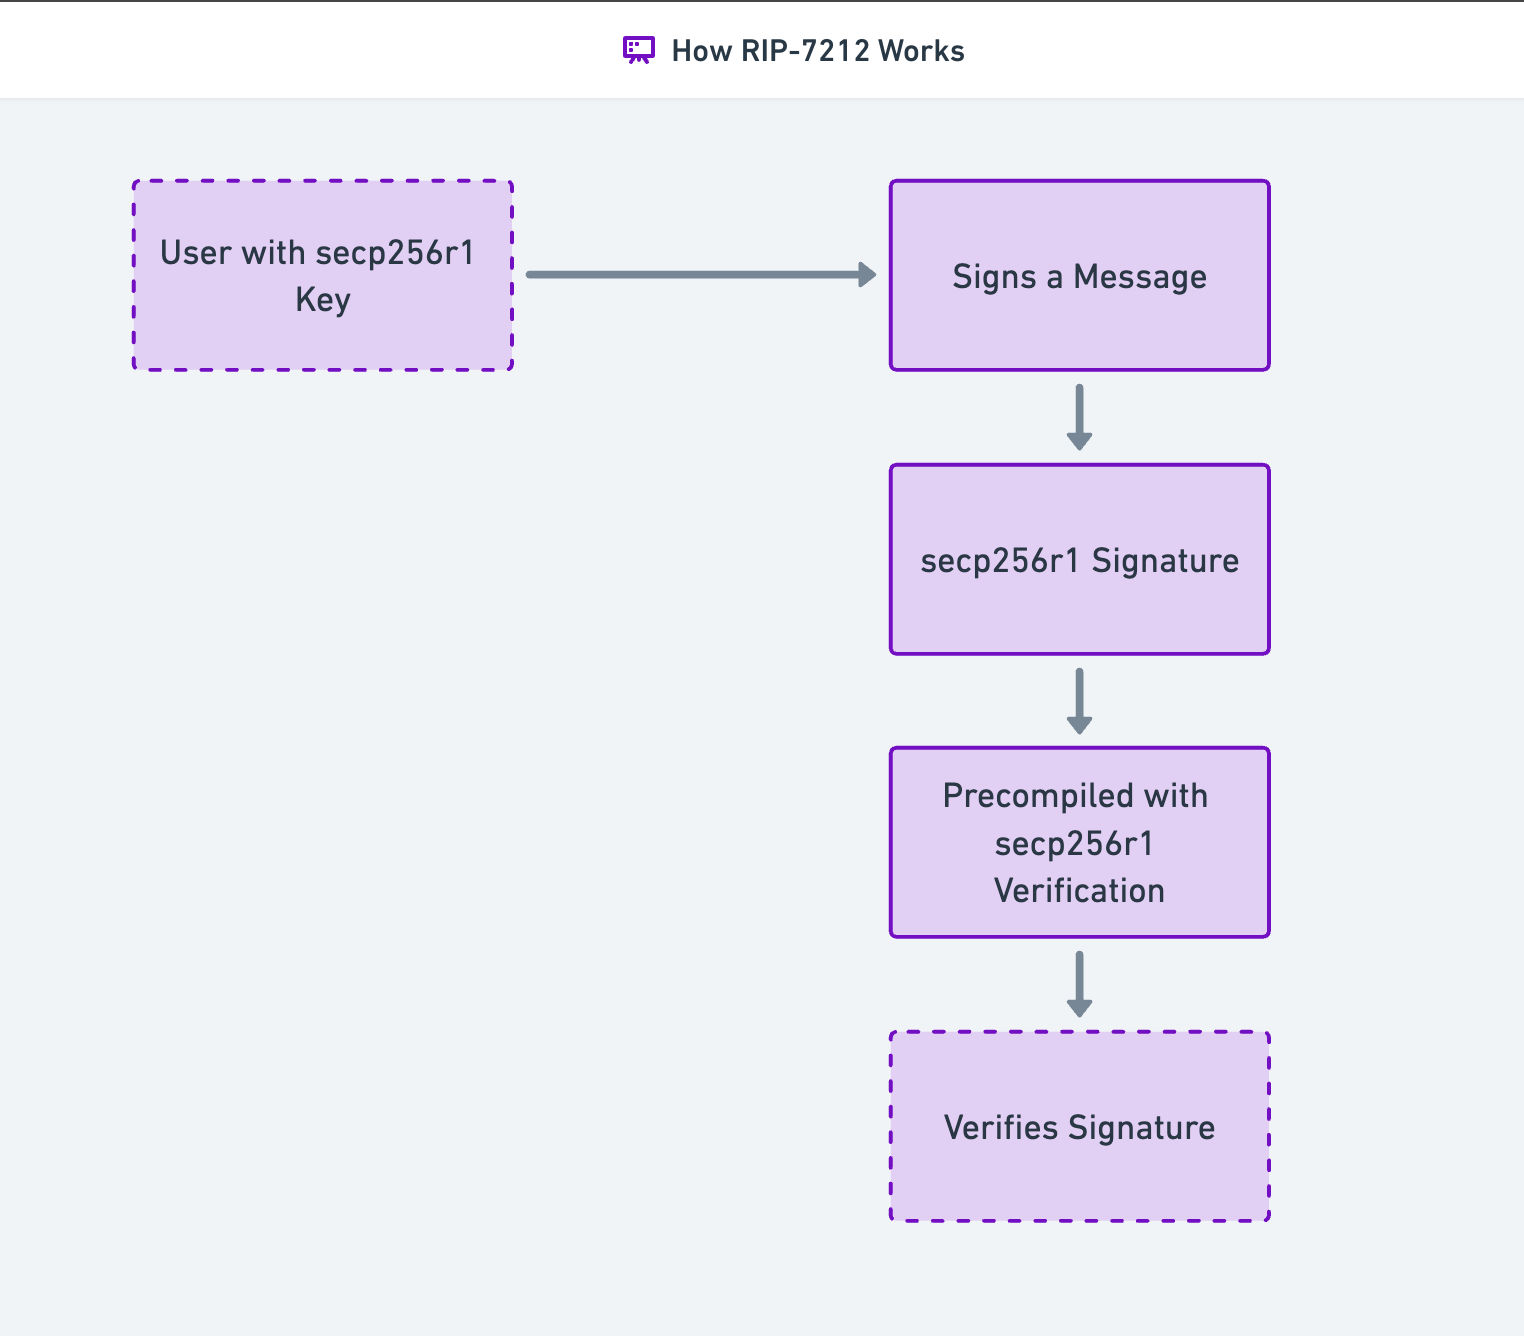 How RIP-7212 Works
User with secp256r1
Key
Signs a Message
secp256r1 Signature
Precompiled with
secp256r1
Verification
Verifies Signature